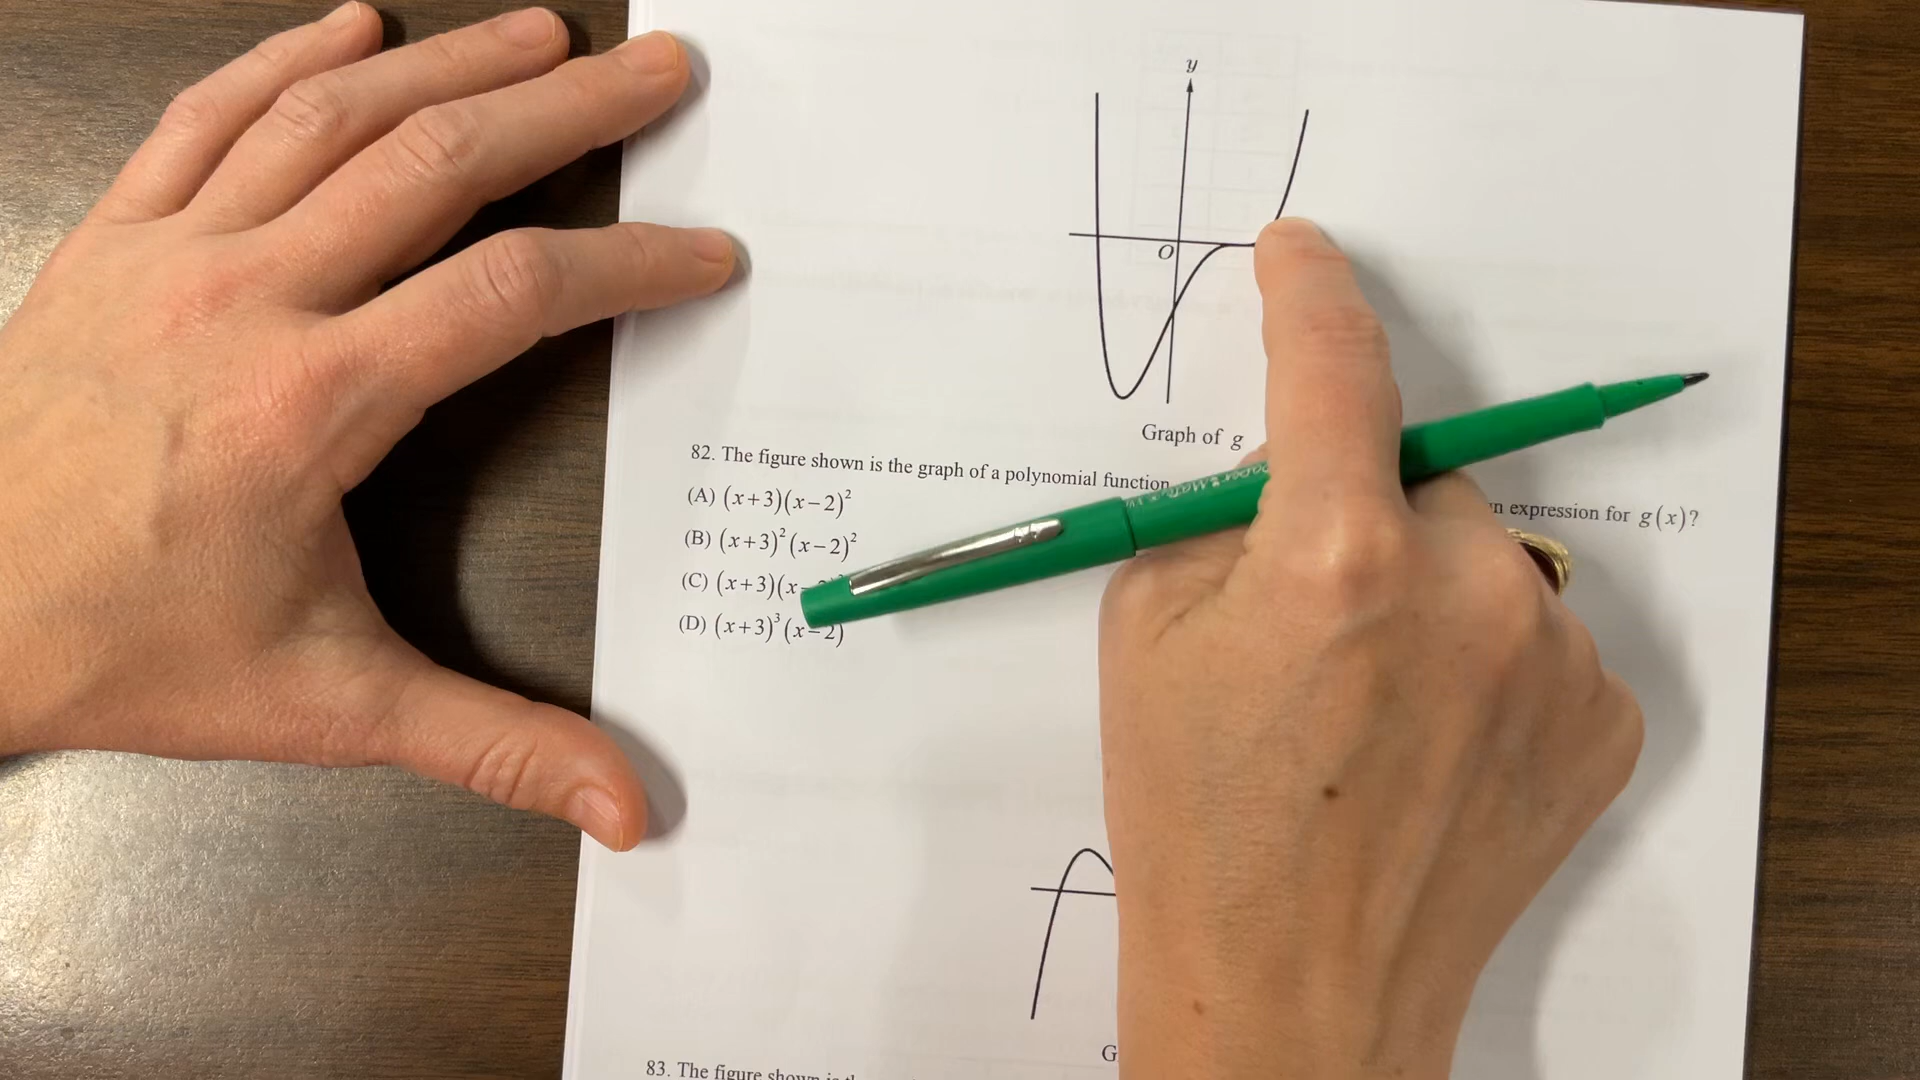 y
O
Graph of g
82. The figure shown is the graph of a polynomial function expression for g(x)?
(A) (x+3)(x−2)²
(B) (x+3)²(x−2)²
(C) (x+3)(x−
(D) (x+3)³(x−2)
G
83. The figure shown is